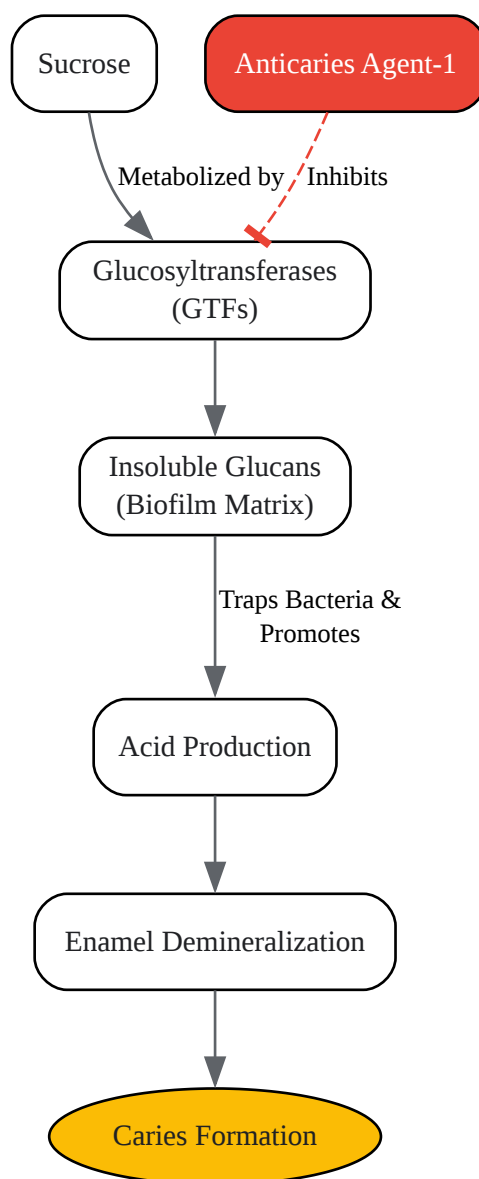 Sucrose
Anticaries Agent-1
Metabolized by
Inhibits
Glucosyltransferases
(GTFs)
Insoluble Glucans
(Biofilm Matrix)
Traps Bacteria &
Promotes
Acid Production
Enamel Demineralization
Caries Formation